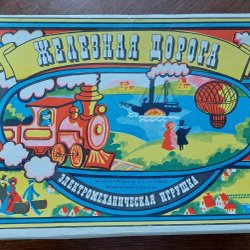 ЖЕЛЕЗНАЯ ДОРОГА
ЭЛЕКТРОМЕХАНИЧЕСКАЯ ИГРУШКА